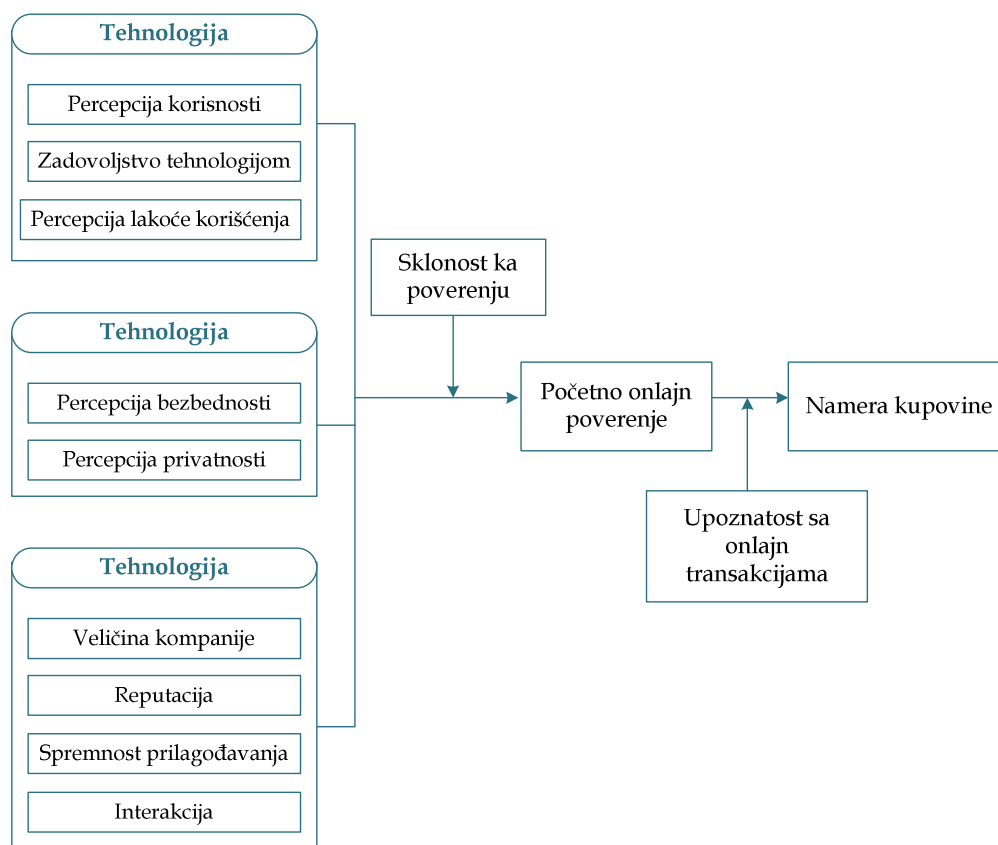 Tehnologija
Percepcija korisnosti
Zadovoljstvo tehnologijom
Percepcija lakoće korišćenja
Sklonost ka
poverenju
Tehnologija
Percepcija bezbednosti
Percepcija privatnosti
Početno onlajn
poverenje
Namera kupovine
Upoznatost sa
onlajn
transakcijama
Tehnologija
Veličina kompanije
Reputacija
Spremnost prilagođavanja
Interakcija